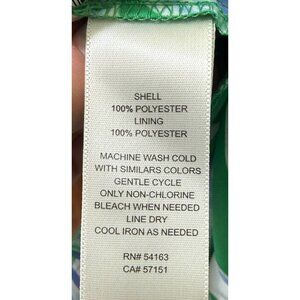 SHELL
100% POLYESTER
LINING
100% POLYESTER
MACHINE WASH COLD
WITH SIMILARS COLORS
GENTLE CYCLE
ONLY NON-CHLORINE
BLEACH WHEN NEEDED
LINE DRY
COOL IRON AS NEEDED
RN# 54163
CA# 57151